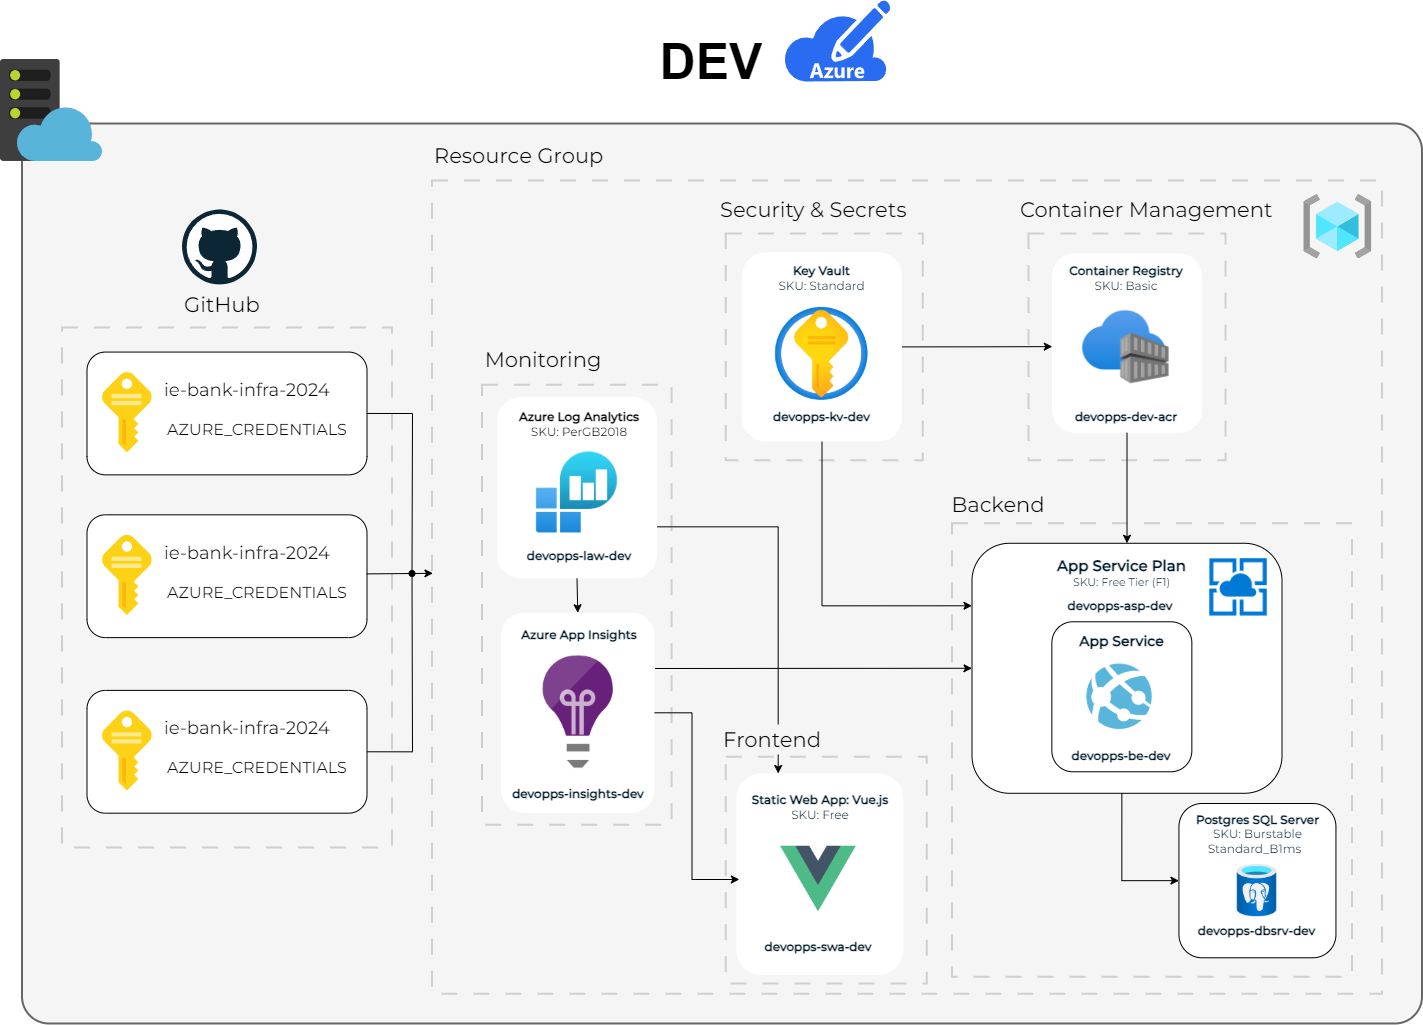 DEV
Azure
Resource Group
Security & Secrets
Container Management
GitHub
Key Vault
SKU: Standard
devopps-kv-dev
Container Registry
SKU: Basic
devopps-dev-acr
Monitoring
ie-bank-infra-2024
AZURE_CREDENTIALS
ie-bank-infra-2024
AZURE_CREDENTIALS
ie-bank-infra-2024
AZURE_CREDENTIALS
Azure Log Analytics
SKU: PerGB2018
devopps-law-dev
Azure App Insights
devopps-insights-dev
Backend
App Service Plan
SKU: Free Tier (F1)
devopps-asp-dev
App Service
devopps-be-dev
Frontend
Static Web App: Vue.js
SKU: Free
devopps-swa-dev
Postgres SQL Server
SKU: Burstable
Standard_B1ms
devopps-dbsrv-dev